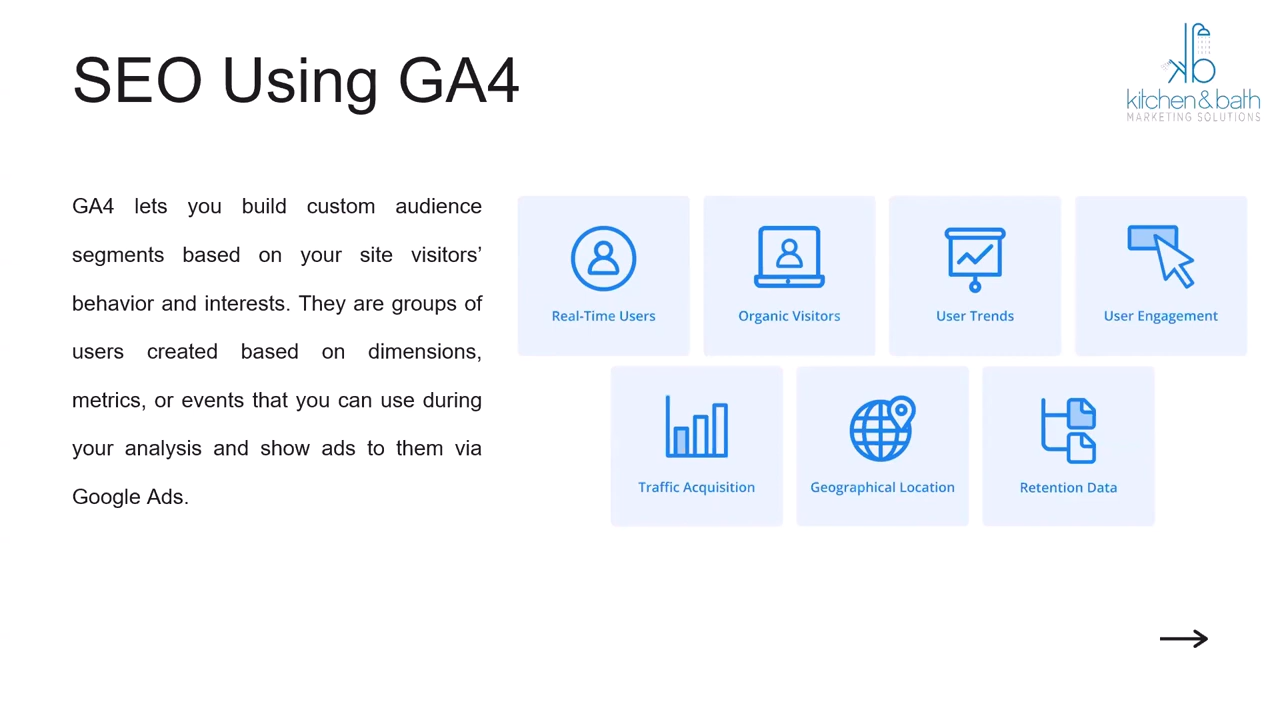 SEO Using GA4
kitchen&bath
MARKETING SOLUTIONS
GA4 lets you build custom audience
segments based on your site visitors’
behavior and interests. They are groups of
users created based on dimensions,
metrics, or events that you can use during
your analysis and show ads to them via
Google Ads.
Real-Time Users
Organic Visitors
User Trends
User Engagement
Traffic Acquisition
Geographical Location
Retention Data